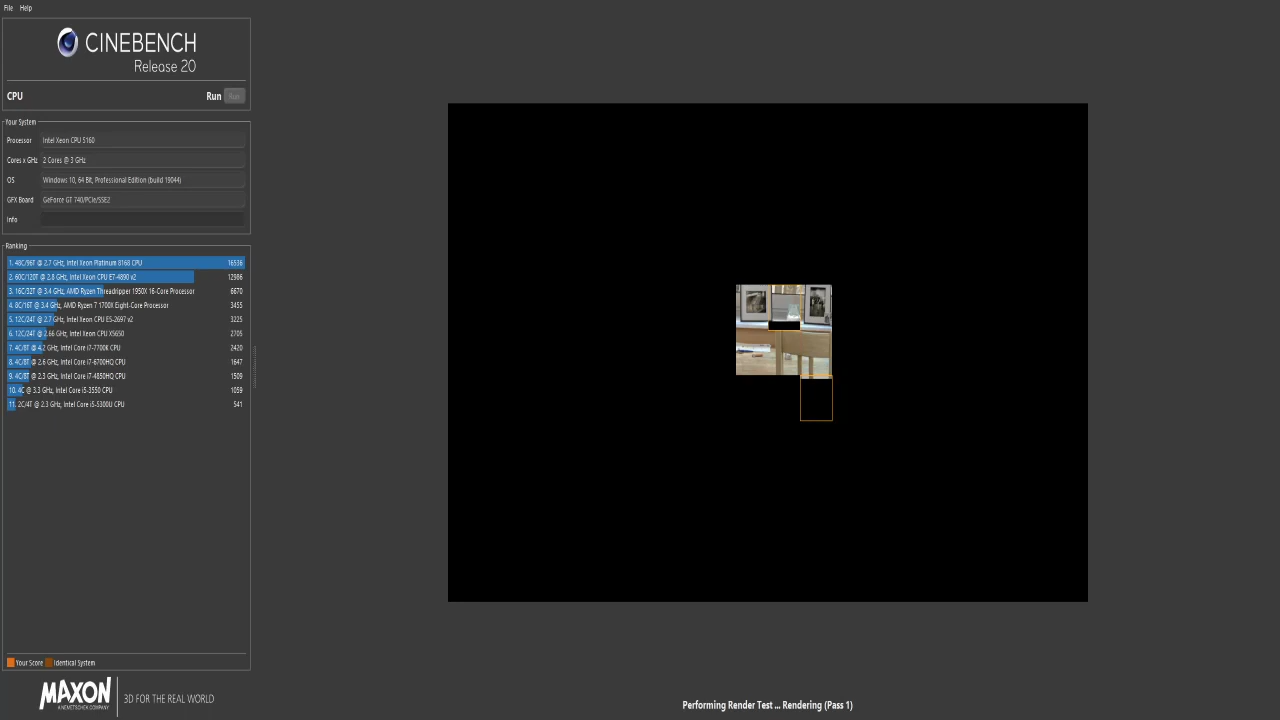 File Help
CINEBENCH
Release 20
CPU Run Run
Your System
Processor Intel Xeon CPU 5160
Cores x GHz 2 Cores @ 3 GHz
OS Windows 10, 64 Bit, Professional Edition (build 19044)
GFX Board GeForce GT 740/PCIe/SSE2
Info
Ranking
1. 48C/96T @ 2.7 GHz, Intel Xeon Platinum 8168 CPU 16536
2. 60C/120T @ 2.8 GHz, Intel Xeon CPU E7-4890 v2 12986
3. 16C/32T @ 3.4 GHz, AMD Ryzen Threadripper 1950X 16-Core Processor 6670
4. 8C/16T @ 3.4 GHz, AMD Ryzen 7 1700X Eight-Core Processor 3455
5. 12C/24T @ 2.7 GHz, Intel Xeon CPU E5-2697 v2 3225
6. 12C/24T @ 2.66 GHz, Intel Xeon CPU X5650 2705
7. 4C/8T @ 4.2 GHz, Intel Core i7-7700K CPU 2420
8. 4C/8T @ 2.6 GHz, Intel Core i7-6700HQ CPU 1647
9. 4C/8T @ 2.3 GHz, Intel Core i7-4850HQ CPU 1509
10. 4C @ 3.3 GHz, Intel Core i5-3550 CPU 1059
11. 2C/4T @ 2.3 GHz, Intel Core i5-5300U CPU 541
Your Score Identical System
MAXON
A NEMETSCHEK COMPANY
3D FOR THE REAL WORLD
Performing Render Test ... Rendering (Pass 1)